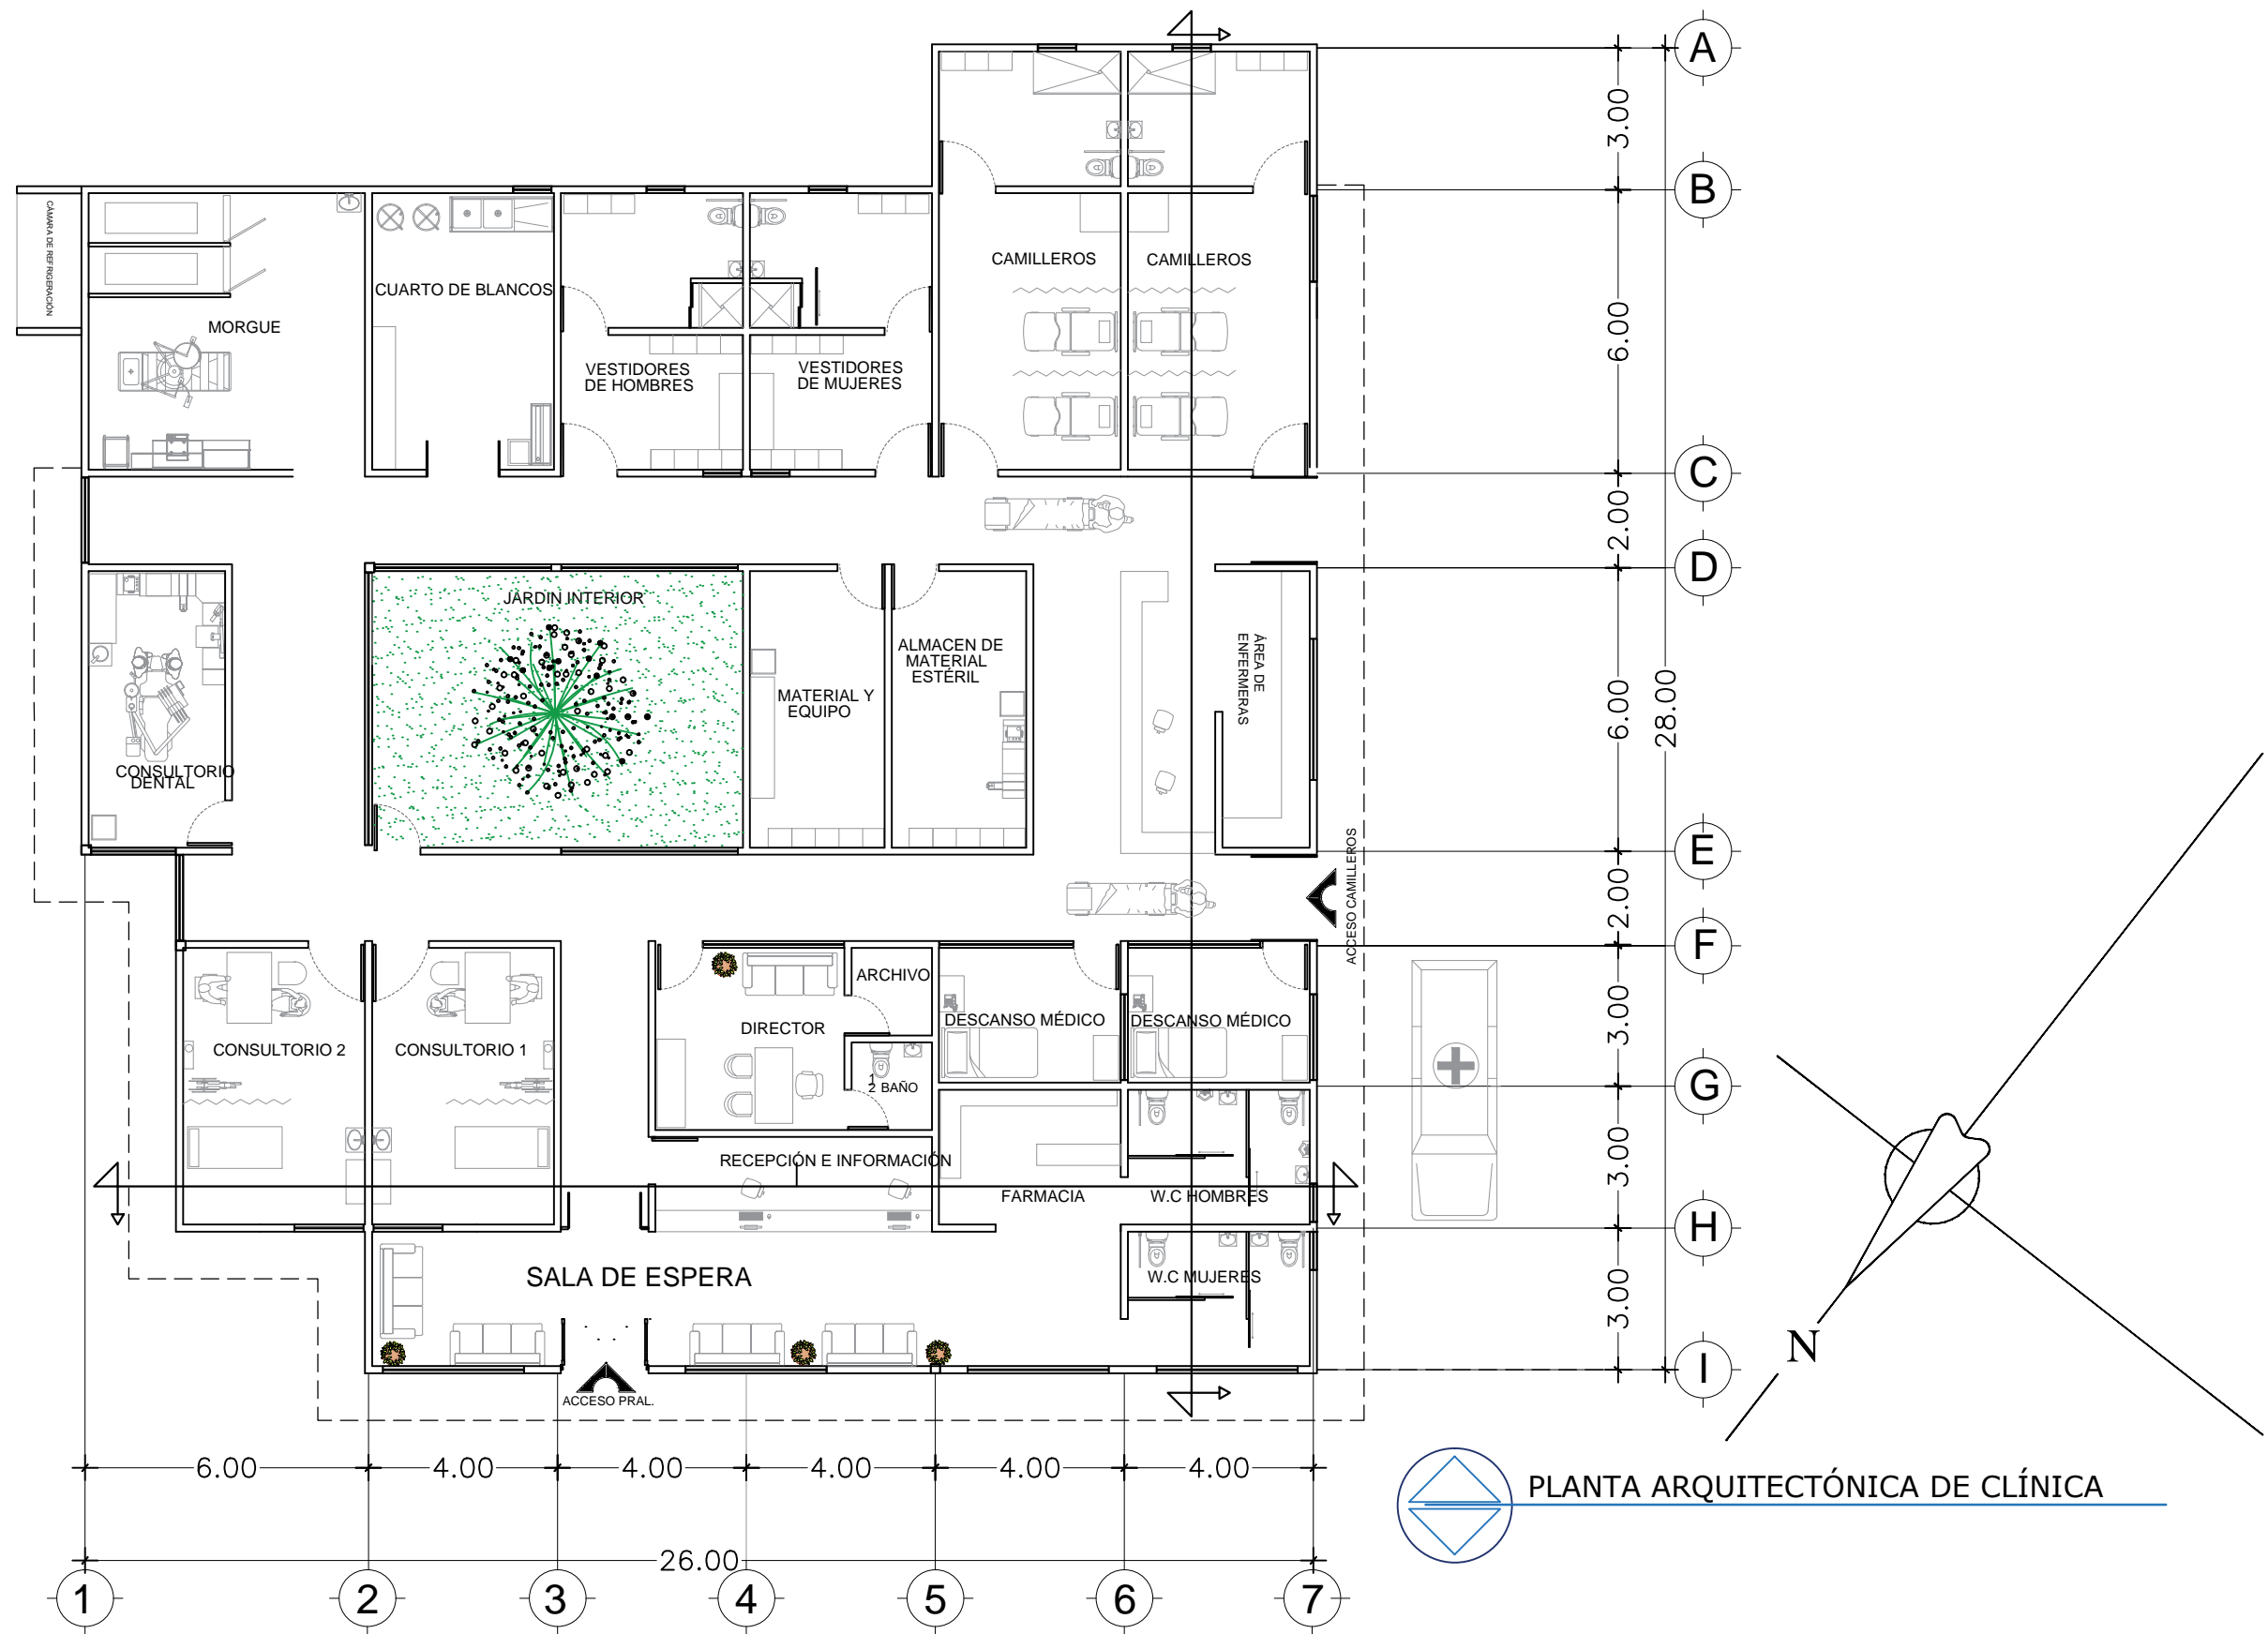 A
3.00
B
CÁMARA DE REFRIGERACIÓN
CAMILLEROS
CAMILLEROS
CUARTO DE BLANCOS
MORGUE
6.00
VESTIDORES
DE HOMBRES
VESTIDORES
DE MUJERES
C
2.00
D
JARDIN INTERIOR
ALMACEN DE
MATERIAL
ESTÉRIL
ÁREA DE
ENFERMERAS
MATERIAL Y
EQUIPO
6.00
28.00
CONSULTORIO
DENTAL
E
ACCESO CAMILLEROS
2.00
F
ARCHIVO
DIRECTOR
DESCANSO MÉDICO
DESCANSO MÉDICO
3.00
CONSULTORIO 2
CONSULTORIO 1
1
2 BAÑO
G
RECEPCIÓN E INFORMACIÓN
3.00
FARMACIA
W.C HOMBRES
H
SALA DE ESPERA
W.C MUJERES
3.00
N
I
ACCESO PRAL.
6.00
4.00
4.00
4.00
4.00
4.00
PLANTA ARQUITECTÓNICA DE CLÍNICA
26.00
1
2
3
4
5
6
7